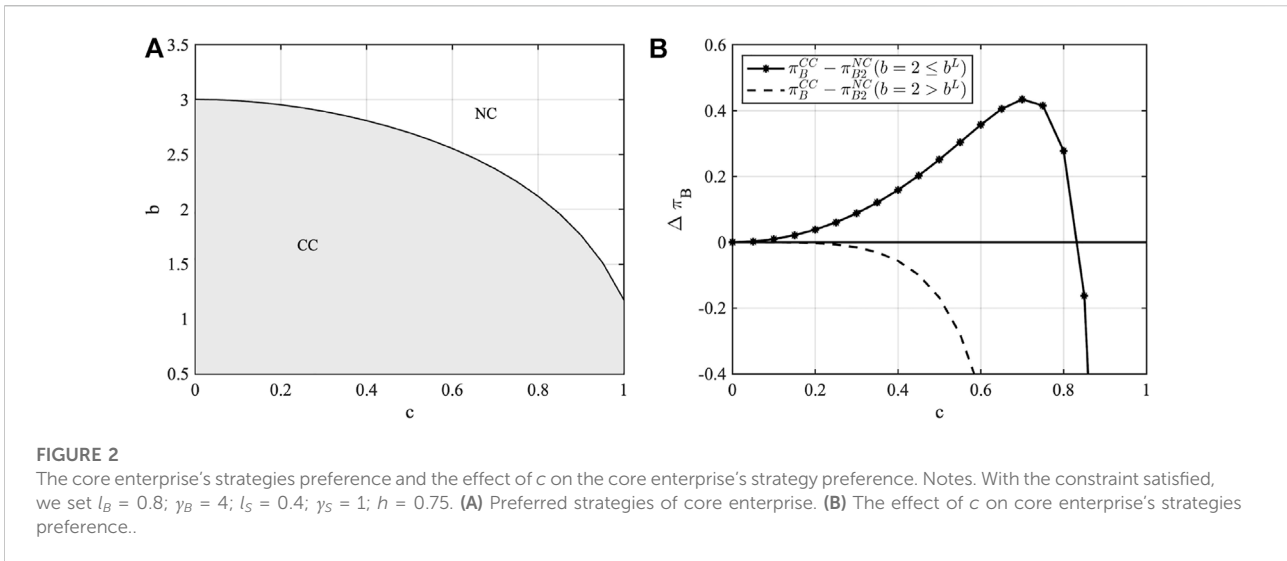 A
3.5
3
2.5
2
1.5
1
0.5
b
NC
CC
0
0.2
0.4
0.6
0.8
1
c
B
0.6
0.4
0.2
0
-0.2
-0.4
Δ π_B
π_B^{CC} − π_{B2}^{NC}(b = 2 ≤ b^L)
π_B^{CC} − π_{B2}^{NC}(b = 2 > b^L)
0
0.2
0.4
0.6
0.8
1
c
FIGURE 2
The core enterprise's strategies preference and the effect of c on the core enterprise's strategy preference. Notes. With the constraint satisfied,
we set l_B = 0.8; γ_B = 4; l_S = 0.4; γ_S = 1; h = 0.75. (A) Preferred strategies of core enterprise. (B) The effect of c on core enterprise's strategies
preference..